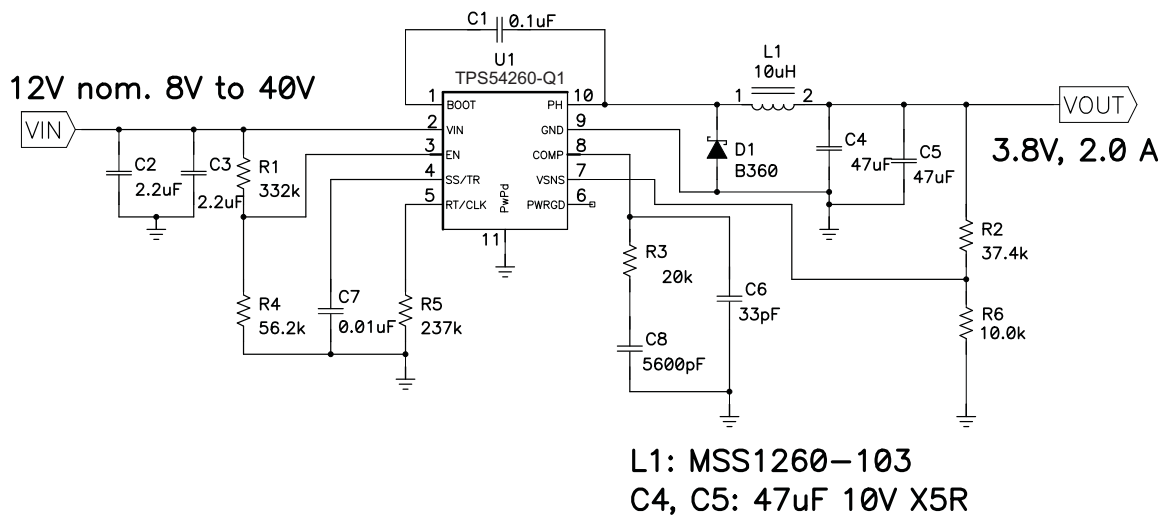 C1
0.1uF
U1
TPS54260-Q1
L1
10uH
12V nom. 8V to 40V
VIN
1
BOOT
PH
10
1
2
VOUT
2
VIN
GND
9
3.8V, 2.0 A
3
EN
COMP
8
4
SS/TR
VSNS
7
5
RT/CLK
PwPd
PWRGD
6
11
C2
2.2uF
C3
2.2uF
R1
332k
D1
B360
C4
47uF
C5
47uF
R2
37.4k
R3
20k
C6
33pF
R4
56.2k
C7
0.01uF
R5
237k
R6
10.0k
C8
5600pF
L1: MSS1260-103
C4, C5: 47uF 10V X5R